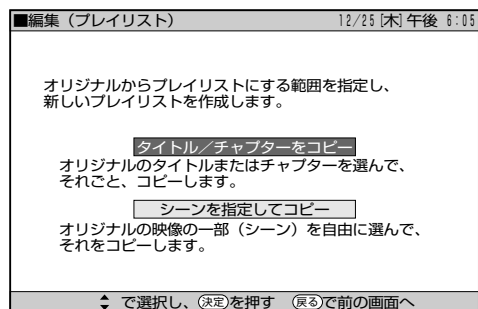 ■編集（プレイリスト） 12/25[木]午後 6:05
オリジナルからプレイリストにする範囲を指定し、
新しいプレイリストを作成します。
タイトル／チャプターをコピー
オリジナルのタイトルまたはチャプターを選んで、
それごと、コピーします。
シーンを指定してコピー
オリジナルの映像の一部（シーン）を自由に選んで、
それをコピーします。
で選択し、決定を押す 戻るで前の画面へ